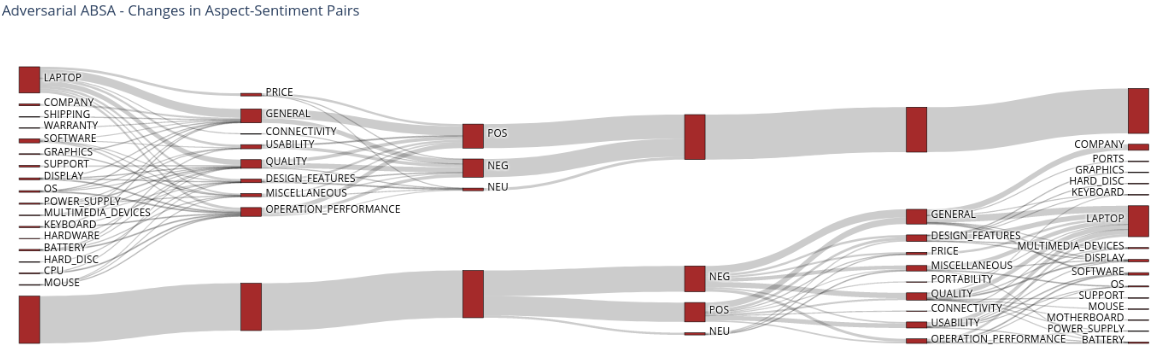 Adversarial ABSA - Changes in Aspect-Sentiment Pairs
LAPTOP
COMPANY
SHIPPING
WARRANTY
SOFTWARE
GRAPHICS
SUPPORT
DISPLAY
OS
POWER_SUPPLY
MULTIMEDIA_DEVICES
KEYBOARD
HARDWARE
BATTERY
HARD_DISC
CPU
MOUSE
PRICE
GENERAL
CONNECTIVITY
USABILITY
QUALITY
DESIGN_FEATURES
MISCELLANEOUS
OPERATION_PERFORMANCE
POS
NEG
NEU
NEG
POS
NEU
GENERAL
DESIGN_FEATURES
PRICE
MISCELLANEOUS
PORTABILITY
QUALITY
CONNECTIVITY
USABILITY
OPERATION_PERFORMANCE
COMPANY
PORTS
GRAPHICS
HARD_DISC
KEYBOARD
LAPTOP
MULTIMEDIA_DEVICES
DISPLAY
SOFTWARE
OS
SUPPORT
MOUSE
MOTHERBOARD
POWER_SUPPLY
BATTERY